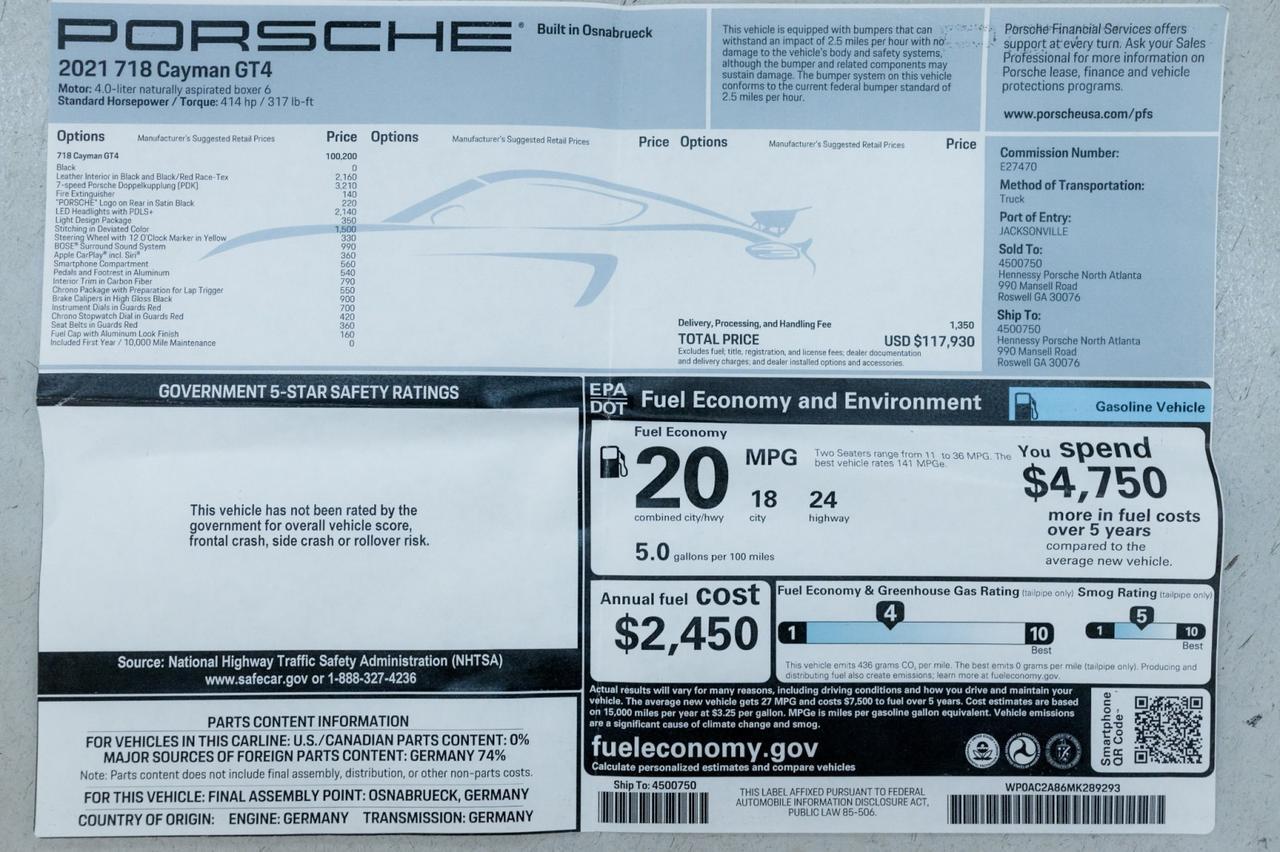 PORSCHE®
Built in Osnabrueck
2021 718 Cayman GT4
Motor: 4.0-liter naturally aspirated boxer 6
Standard Horsepower / Torque: 414 hp / 317 lb-ft
This vehicle is equipped with bumpers that can
withstand an impact of 2.5 miles per hour with no
damage to the vehicle's body and safety systems,
although the bumper and related components may
sustain damage. The bumper system on this vehicle
conforms to the current federal bumper standard of
2.5 miles per hour.
Porsche Financial Services offers
support at every turn. Ask your Sales
Professional for more information on
Porsche lease, finance and vehicle
protections programs.
www.porscheusa.com/pfs
Options Manufacturer's Suggested Retail Prices Price
Options Manufacturer's Suggested Retail Prices Price
Options Manufacturer's Suggested Retail Prices Price
718 Cayman GT4 100,200
Black 0
Leather Interior in Black and Black/Red Race-Tex 2,160
7-speed Porsche Doppelkupplung (PDK) 3,210
Fire Extinguisher 140
"PORSCHE" Logo on Rear in Satin Black 220
LED Headlights with PDLS+ 2,140
Light Design Package 350
Stitching in Deviated Color 1,500
Steering Wheel with 12 O'Clock Marker in Yellow 330
BOSE® Surround Sound System 990
Apple CarPlay® incl. Siri® 360
Smartphone Compartment 560
Pedals and Footrest in Aluminum 540
Interior Trim in Carbon Fiber 790
Chrono Package with Preparation for Lap Trigger 550
Brake Calipers in High Gloss Black 900
Instrument Dials in Guards Red 700
Chrono Stopwatch Dial in Guards Red 420
Seat Belts in Guards Red 360
Fuel Cap with Aluminum Look Finish 160
Included First Year / 10,000 Mile Maintenance 0
Delivery, Processing, and Handling Fee 1,350
TOTAL PRICE USD $117,930
Excludes fuel; title, registration, and license fees; dealer documentation
and delivery charges; and dealer installed options and accessories.
Commission Number:
E27470
Method of Transportation:
Truck
Port of Entry:
JACKSONVILLE
Sold To:
4500750
Hennessy Porsche North Atlanta
990 Mansell Road
Roswell GA 30076
Ship To:
4500750
Hennessy Porsche North Atlanta
990 Mansell Road
Roswell GA 30076
GOVERNMENT 5-STAR SAFETY RATINGS
This vehicle has not been rated by the
government for overall vehicle score,
frontal crash, side crash or rollover risk.
Source: National Highway Traffic Safety Administration (NHTSA)
www.safecar.gov or 1-888-327-4236
PARTS CONTENT INFORMATION
FOR VEHICLES IN THIS CARLINE: U.S./CANADIAN PARTS CONTENT: 0%
MAJOR SOURCES OF FOREIGN PARTS CONTENT: GERMANY 74%
Note: Parts content does not include final assembly, distribution, or other non-parts costs.
FOR THIS VEHICLE: FINAL ASSEMBLY POINT: OSNABRUECK, GERMANY
COUNTRY OF ORIGIN: ENGINE: GERMANY TRANSMISSION: GERMANY
EPA
DOT
Fuel Economy and Environment
Gasoline Vehicle
Fuel Economy
20 MPG
combined city/hwy
18
city
24
highway
Two Seaters range from 11 to 36 MPG. The
best vehicle rates 141 MPGe.
5.0 gallons per 100 miles
You spend
$4,750
more in fuel costs
over 5 years
compared to the
average new vehicle.
Annual fuel cost
$2,450
Fuel Economy & Greenhouse Gas Rating (tailpipe only)
4
1 10
Best
Smog Rating (tailpipe only)
5
1 10
Best
This vehicle emits 436 grams CO₂ per mile. The best emits 0 grams per mile (tailpipe only). Producing and
distributing fuel also create emissions; learn more at fueleconomy.gov.
Actual results will vary for many reasons, including driving conditions and how you drive and maintain your
vehicle. The average new vehicle gets 27 MPG and costs $7,500 to fuel over 5 years. Cost estimates are based
on 15,000 miles per year at $3.25 per gallon. MPGe is miles per gasoline gallon equivalent. Vehicle emissions
are a significant cause of climate change and smog.
fueleconomy.gov
Calculate personalized estimates and compare vehicles
Smartphone
QR Code™
Ship To: 4500750
THIS LABEL AFFIXED PURSUANT TO FEDERAL
AUTOMOBILE INFORMATION DISCLOSURE ACT,
PUBLIC LAW 85-506.
WP0AC2A86MK289293